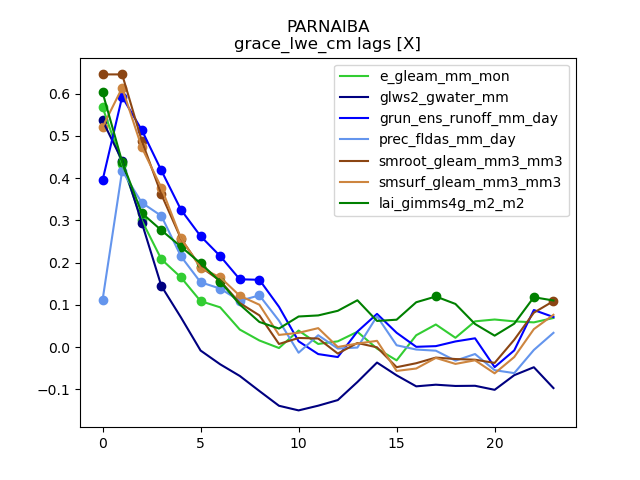 PARNAIBA
grace_lwe_cm lags [X]
e_gleam_mm_mon
glws2_gwater_mm
grun_ens_runoff_mm_day
prec_fldas_mm_day
smroot_gleam_mm3_mm3
smsurf_gleam_mm3_mm3
lai_gimms4g_m2_m2
0.6
0.5
0.4
0.3
0.2
0.1
0.0
−0.1
0 5 10 15 20